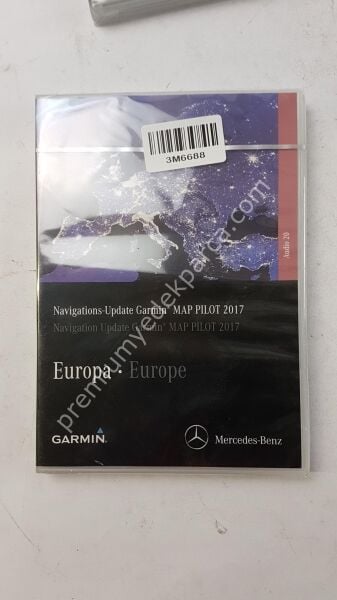 3M6688
Audio 20
Navigations-Update Garmin® MAP PILOT 2017
Navigation Update Garmin® MAP PILOT 2017
Europa · Europe
GARMIN
Mercedes-Benz
premiumyedekparca.com